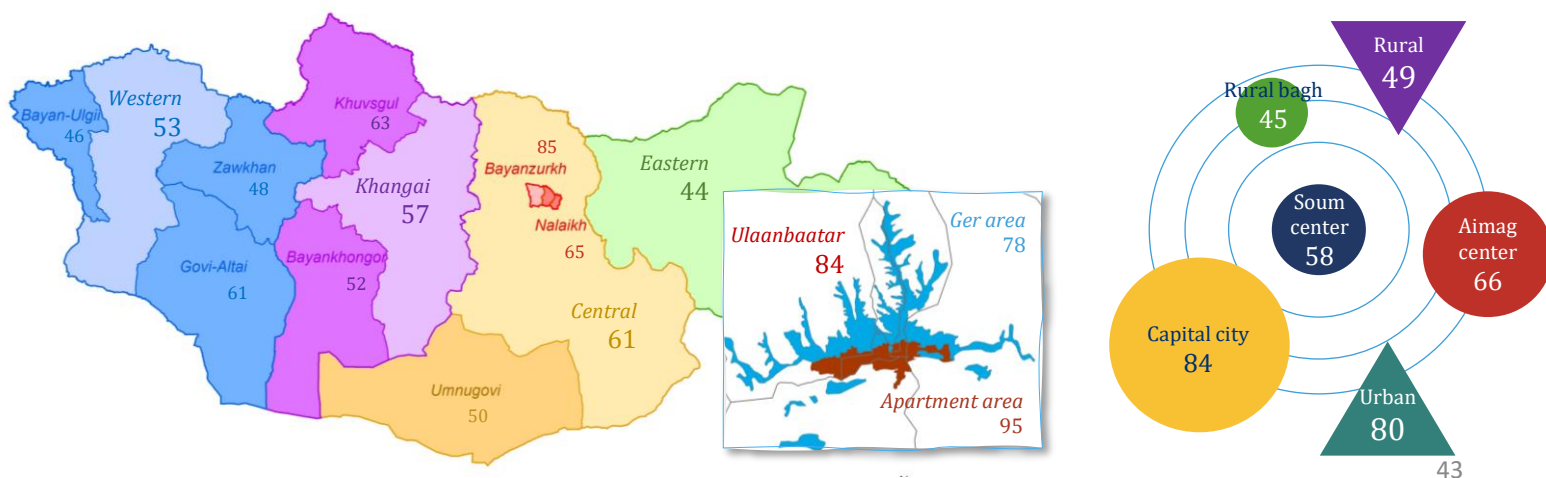 Bayan-Ulgii
46
Western
53
Khuvsgul
63
Zawkhan
48
Khangai
57
Govi-Altai
61
Bayankhongor
52
85
Bayanzurkh
Nalaikh
65
Eastern
44
Central
61
Umnugovi
50
Ulaanbaatar
84
Ger area
78
Apartment area
95
Rural
49
Rural bagh
45
Soum
center
58
Aimag
center
66
Capital city
84
Urban
80
43